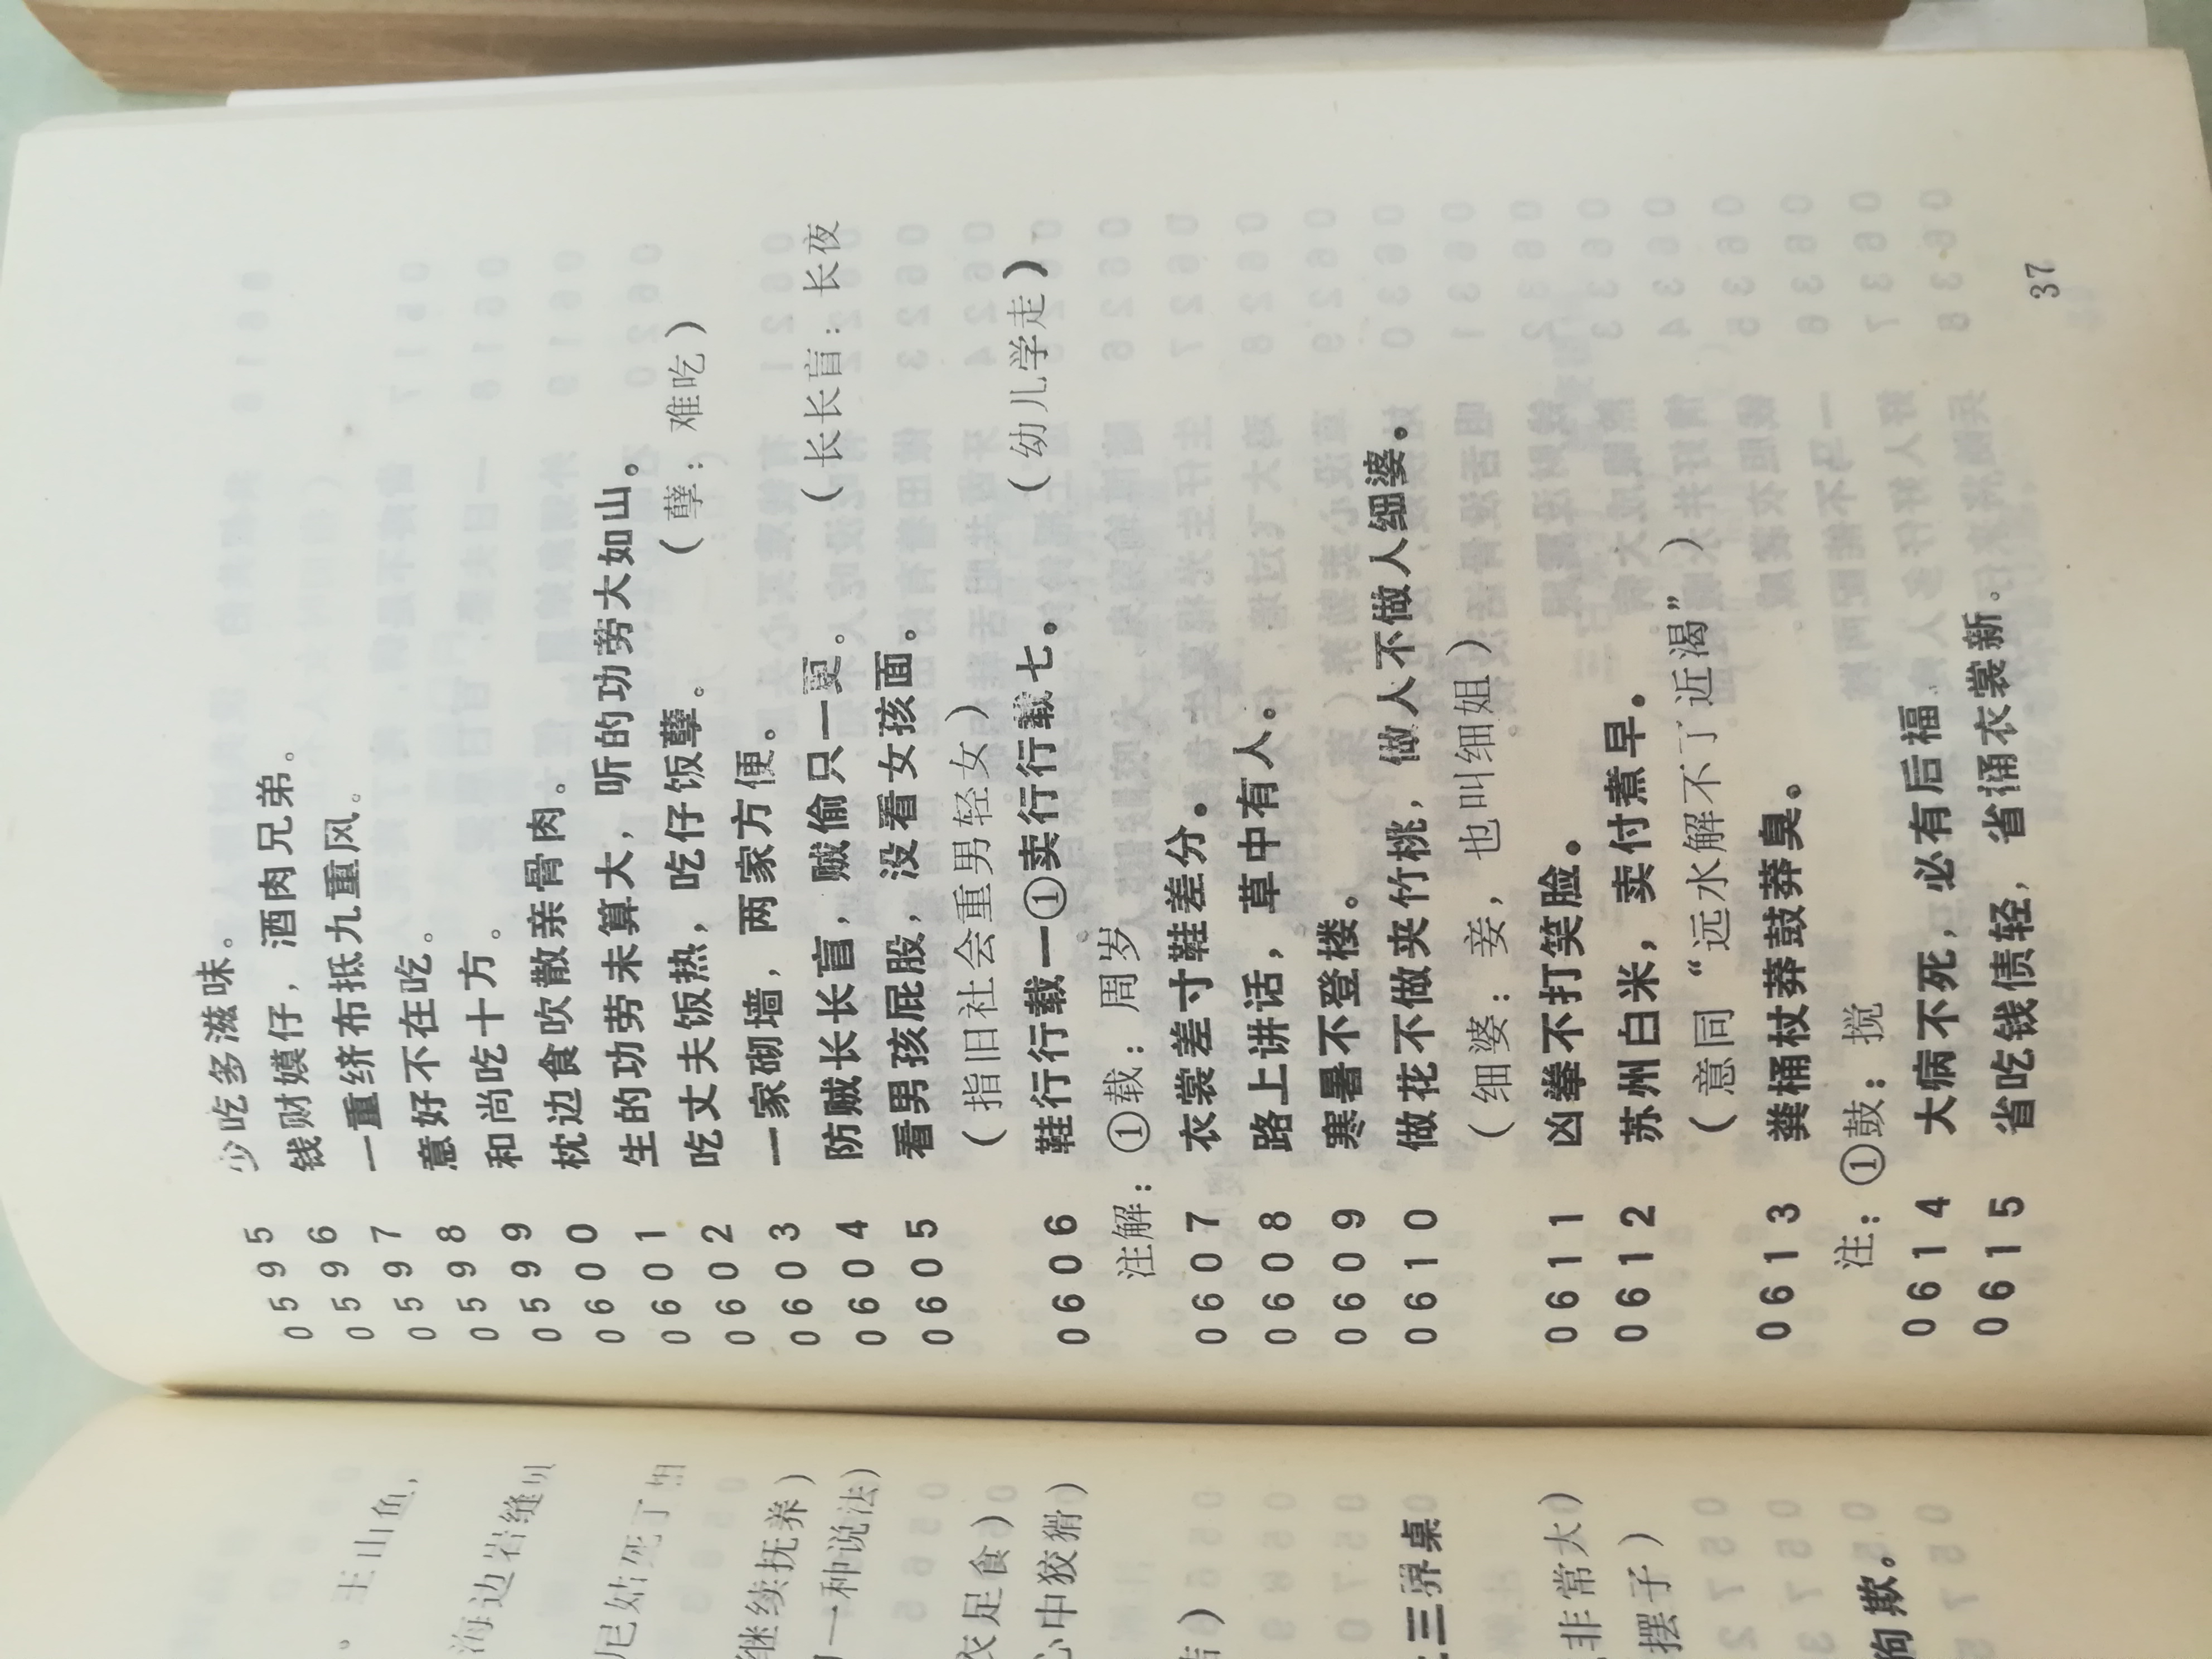 。王山鱼，
海边岩缝
尼姑死了
继续抚养）
一种说法）
衣足食）
心中狡猾）
三界桌
非常大）
摆子）
狗欺。
0595 少吃多滋味。
0596 钱财嫫仔，酒肉兄弟。
0597 一重绤布抵九重风。
0598 意好不在吃。
0599 和尚吃十方。
0600 枕边食吹散亲骨肉。
0601 生的功劳未算大，听的功劳大如山。
0602 吃丈夫饭热，吃仔饭孽。 （孽：难吃）
0603 一家砌墙，两家方便。
0604 防贼长长盲，贼偷只一更。 （长长盲：长夜
0605 看男孩屁股，没看女孩面。
（指旧社会重男轻女）
0606 鞋行行载一①卖行行载七。 （幼儿学走）
注解：①载：周岁
0607 衣裳差寸鞋差分。
0608 路上讲话，草中有人。
0609 寒暑不登楼。
0610 做花不做夹竹桃，做人不做人细婆。
（细婆：妾，也叫细姐）
0611 凶拳不打笑脸。
0612 苏州白米，卖付煮早。
（意同“远水解不了近渴”）
0613 粪桶杖莽鼓莽臭。
注：①鼓：搅
0614 大病不死，必有后福
0615 省吃钱债轻，省捅衣裳新。
37